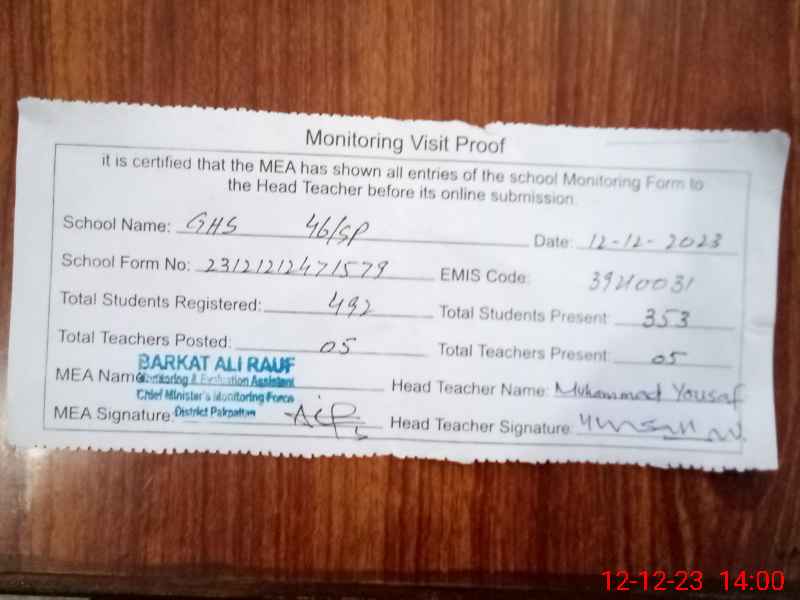 Monitoring Visit Proof
it is certified that the MEA has shown all entries of the school Monitoring Form to
the Head Teacher before its online submission.
School Name: GHS 46/SP Date: 12-12-2023
School Form No: 23121212471579 EMIS Code: 39210031
Total Students Registered: 492 Total Students Present: 353
Total Teachers Posted: 05 Total Teachers Present: 05
BARKAT ALI RAUF
MEA Name: Monitoring & Evaluation Assistant Head Teacher Name: Muhammad Yousaf
Chief Minister's Monitoring Force
MEA Signature: District Pakpattan Head Teacher Signature:
12-12-23 14:00